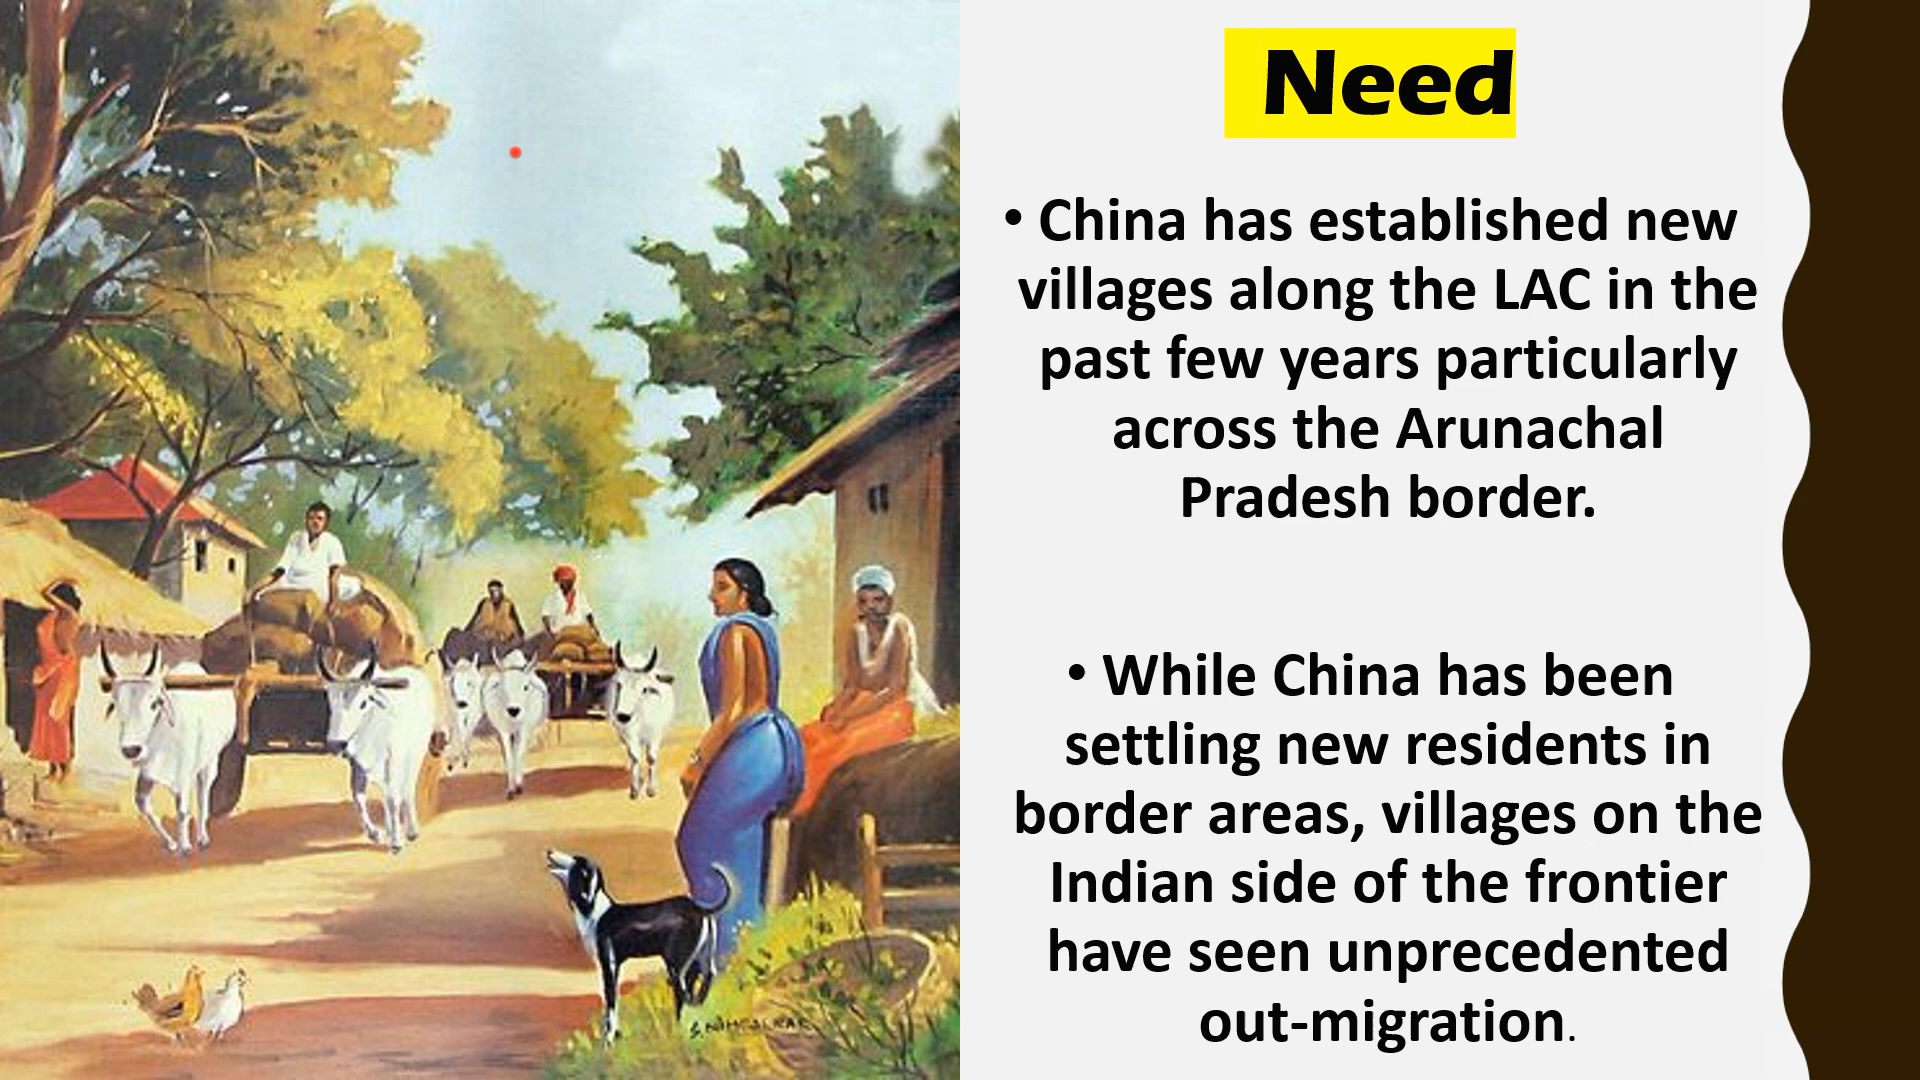 Need
• China has established new
villages along the LAC in the
past few years particularly
across the Arunachal
Pradesh border.
• While China has been
settling new residents in
border areas, villages on the
Indian side of the frontier
have seen unprecedented
out-migration.